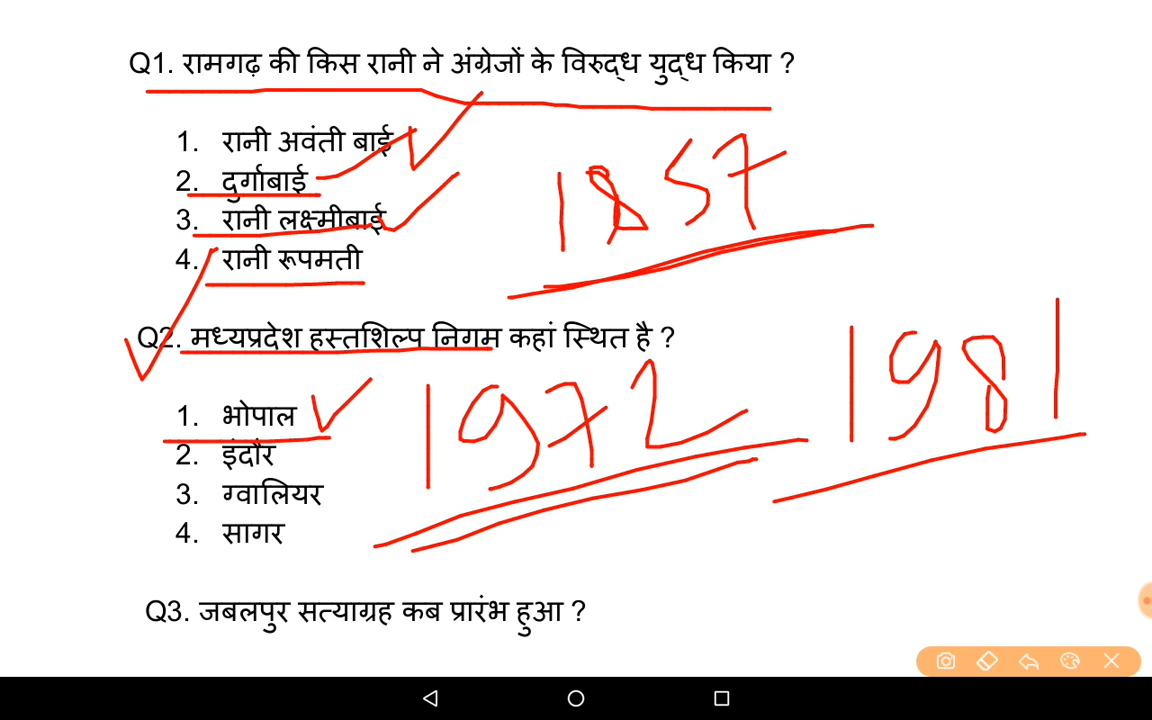 Q1. रामगढ़ की किस रानी ने अंग्रेजों के विरुद्ध युद्ध किया ?
1. रानी अवंती बाई
2. दुर्गाबाई
3. रानी लक्ष्मीबाई
4. रानी रूपमती
1857
Q2. मध्यप्रदेश हस्तशिल्प निगम कहां स्थित है ?
1. भोपाल
2. इंदौर
3. ग्वालियर
4. सागर
1972
1981
Q3. जबलपुर सत्याग्रह कब प्रारंभ हुआ ?